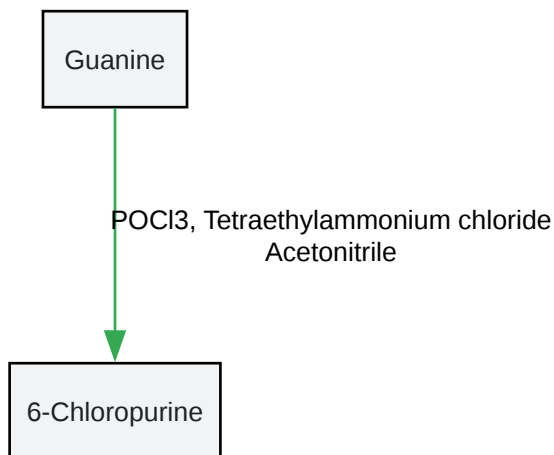 Guanine
POCl3, Tetraethylammonium chloride
Acetonitrile
6-Chloropurine